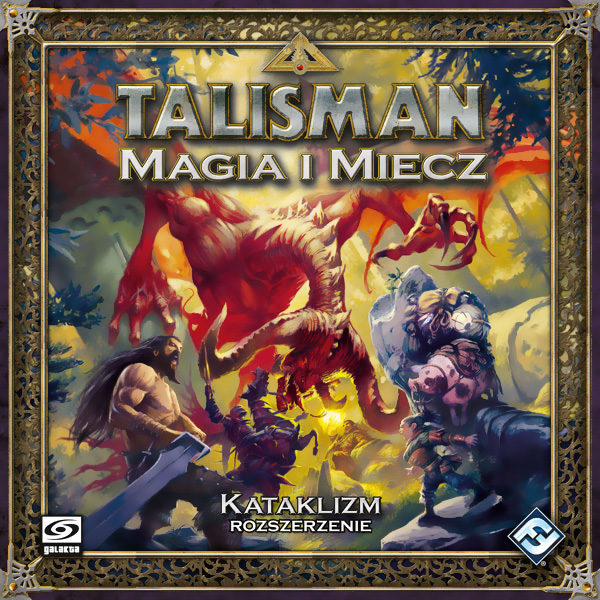 TALISMAN
MAGIA I MIECZ
KATAKLIZM
ROZSZERZENIE
galakta